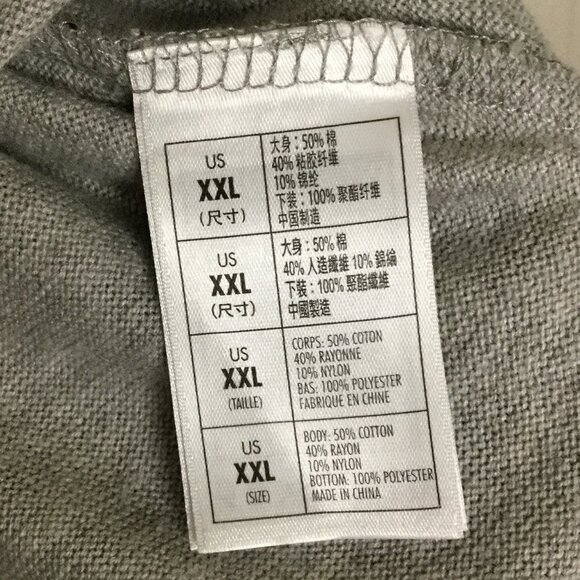 US
XXL
(尺寸)
大身：50% 棉
40% 粘胶纤维
10% 锦纶
下装：100% 聚酯纤维
中国制造
US
XXL
(尺寸)
大身：50% 棉
40% 人造纖維 10% 錦綸
下装：100% 聚酯纖維
中國製造
US
XXL
(TAILLE)
CORPS: 50% COTON
40% RAYONNE
10% NYLON
BAS: 100% POLYESTER
FABRIQUE EN CHINE
US
XXL
(SIZE)
BODY: 50% COTTON
40% RAYON
10% NYLON
BOTTOM: 100% POLYESTER
MADE IN CHINA